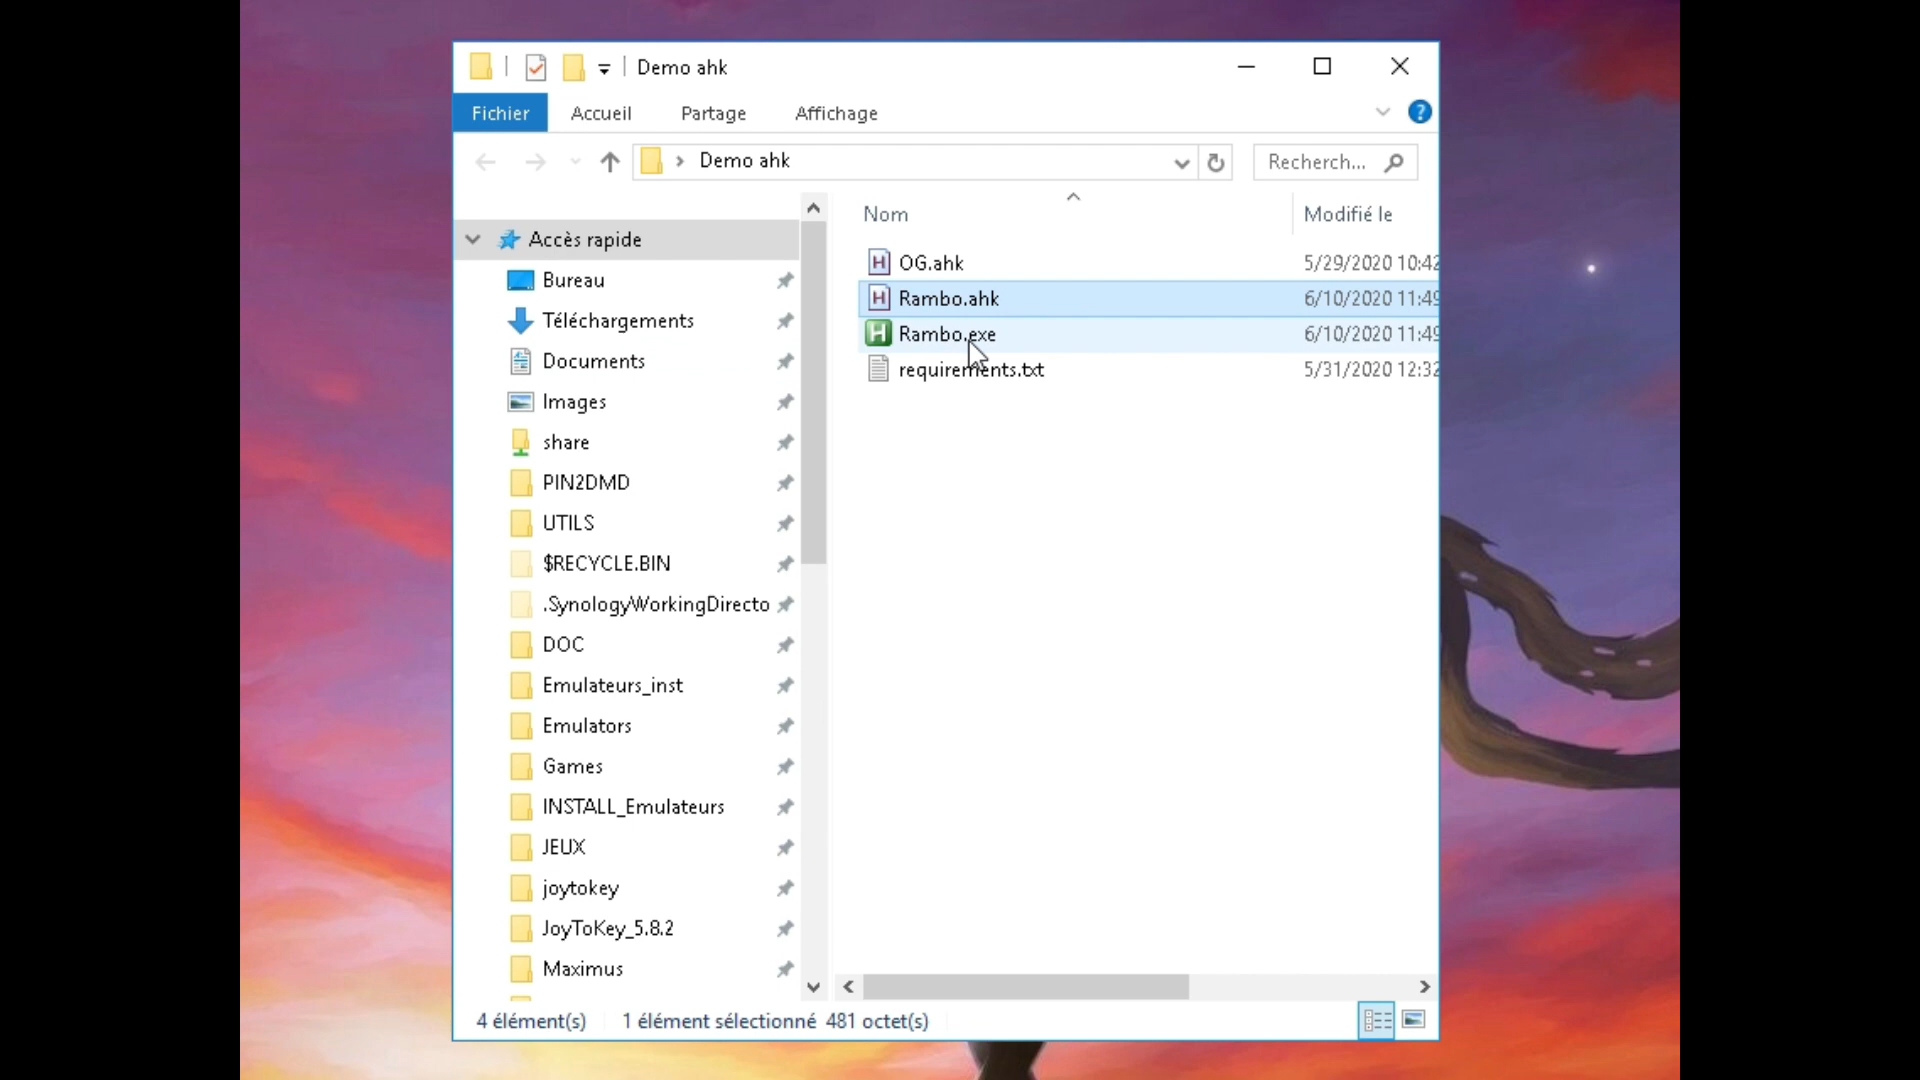 Demo ahk
Fichier Accueil Partage Affichage
Demo ahk
Recherch...
Nom Modifié le
Accès rapide
Bureau
Téléchargements
Documents
Images
share
PIN2DMD
UTILS
$RECYCLE.BIN
.SynologyWorkingDirecto
DOC
Emulateurs_inst
Emulators
Games
INSTALL_Emulateurs
JEUX
joytokey
JoyToKey_5.8.2
Maximus
OG.ahk 5/29/2020 10:42
Rambo.ahk 6/10/2020 11:49
Rambo.exe 6/10/2020 11:49
requirements.txt 5/31/2020 12:32
4 élément(s) 1 élément sélectionné 481 octet(s)